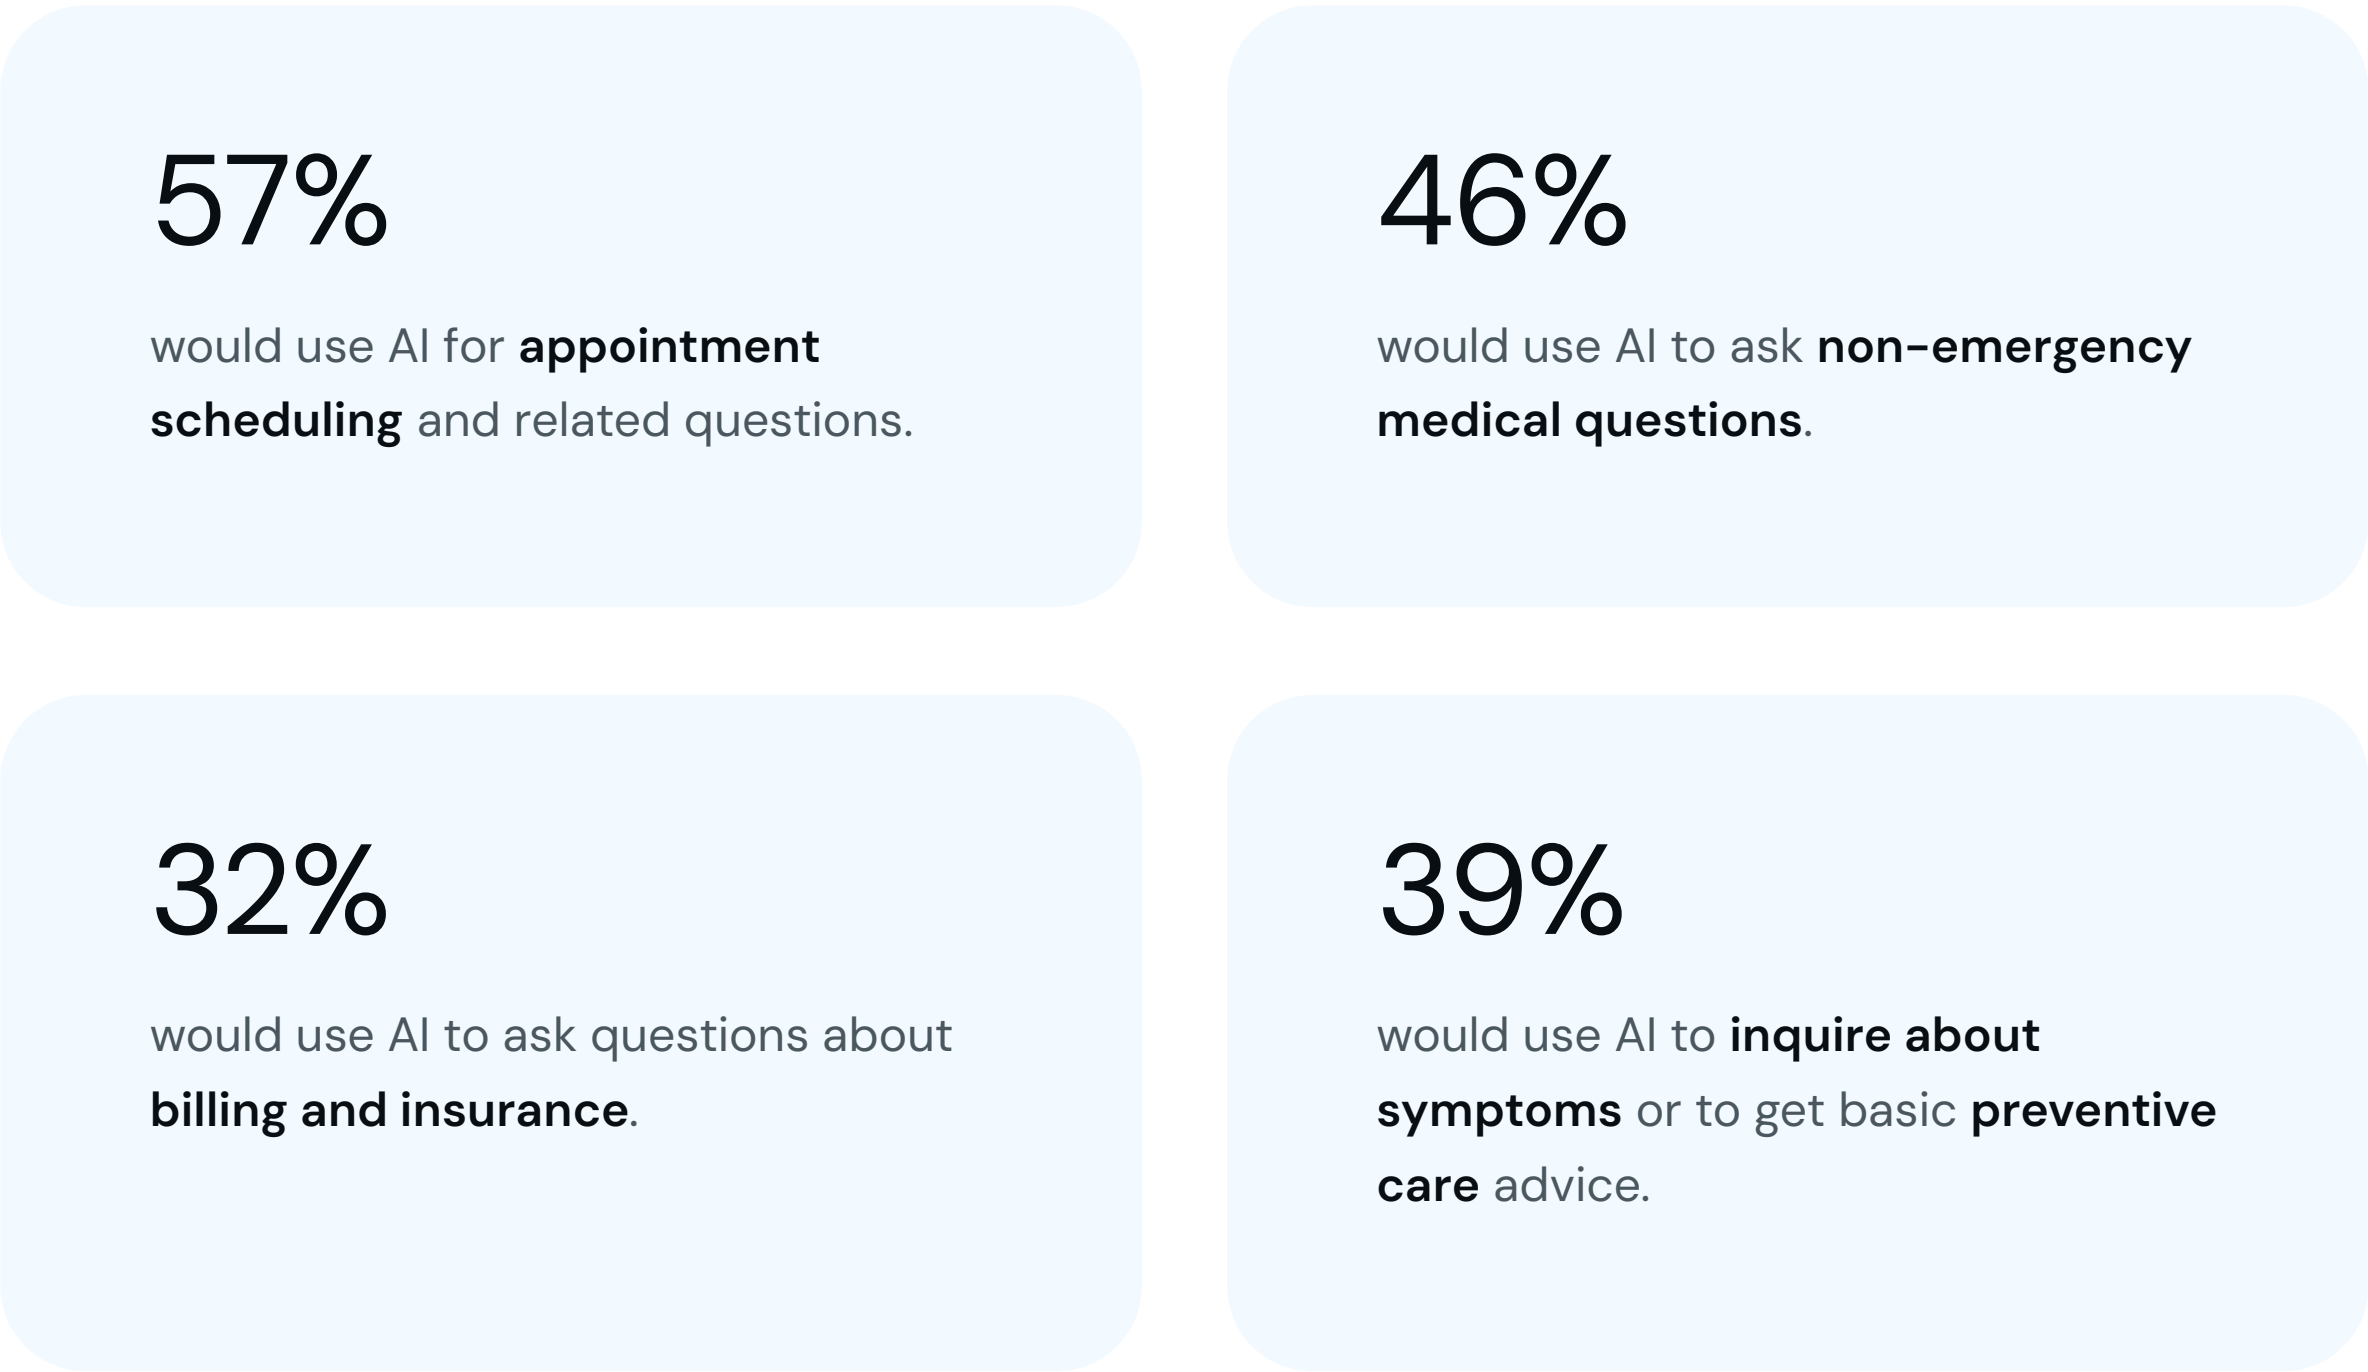 57%
would use AI for appointment
scheduling and related questions.
46%
would use AI to ask non-emergency
medical questions.
32%
would use AI to ask questions about
billing and insurance.
39%
would use AI to inquire about
symptoms or to get basic preventive
care advice.